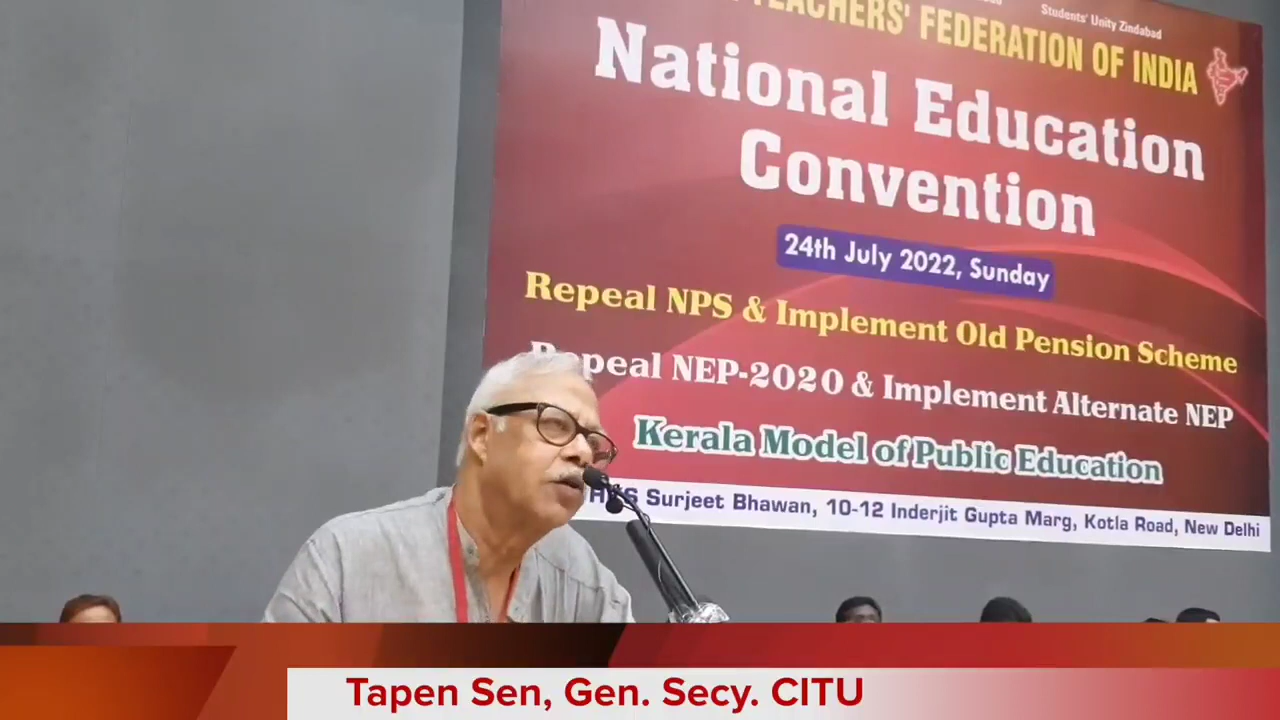 Students' Unity Zindabad
TEACHERS' FEDERATION OF INDIA
National Education
Convention
24th July 2022, Sunday
Repeal NPS & Implement Old Pension Scheme
Repeal NEP-2020 & Implement Alternate NEP
Kerala Model of Public Education
Surjeet Bhawan, 10-12 Inderjit Gupta Marg, Kotla Road, New Delhi
Tapen Sen, Gen. Secy. CITU